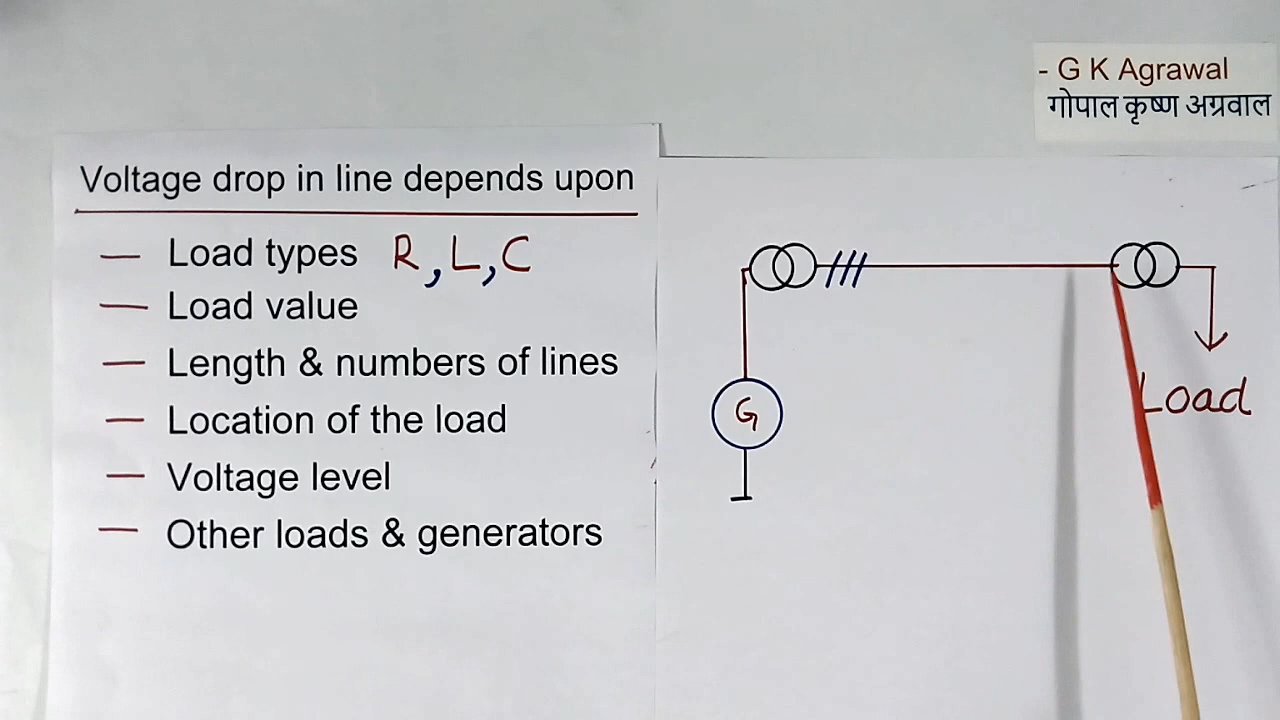 - G K Agrawal
गोपाल कृष्ण अग्रवाल
Voltage drop in line depends upon
— Load types R, L, C
— Load value
— Length & numbers of lines
— Location of the load
— Voltage level
— Other loads & generators
G
Load